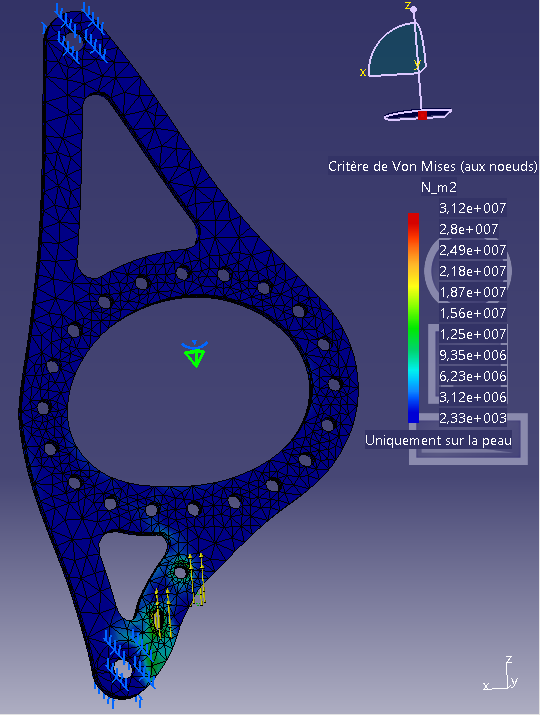 z
x
y
Critère de Von Mises (aux noeuds)
N_m2
3,12e+007
2,8e+007
2,49e+007
2,18e+007
1,87e+007
1,56e+007
1,25e+007
9,35e+006
6,23e+006
3,12e+006
2,33e+003
Uniquement sur la peau
z
x
y